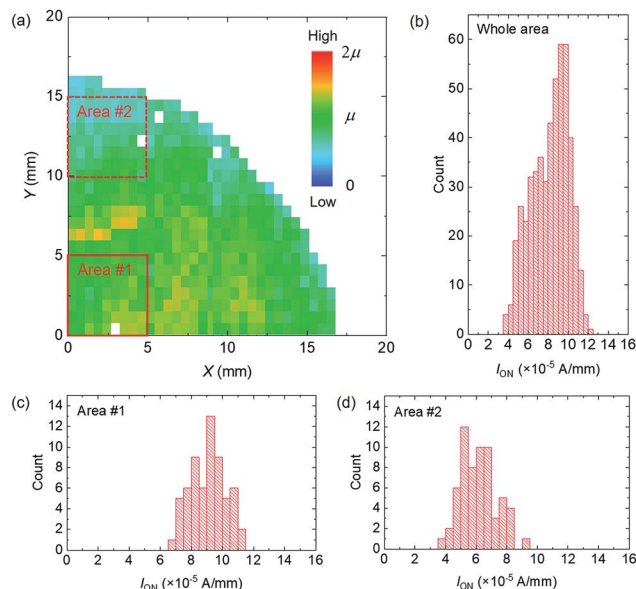 (a)
20
15
10
5
0
Y (mm)
0
5
10
15
20
X (mm)
Area #2
Area #1
High
2μ
μ
0
Low
(b)
Whole area
60
50
40
30
20
10
0
Count
0 2 4 6 8 10 12 14 16
ION (×10-5 A/mm)
(c)
Area #1
14
12
10
8
6
4
2
0
Count
0 2 4 6 8 10 12 14 16
ION (×10-5 A/mm)
(d)
Area #2
14
12
10
8
6
4
2
0
Count
0 2 4 6 8 10 12 14 16
ION (×10-5 A/mm)